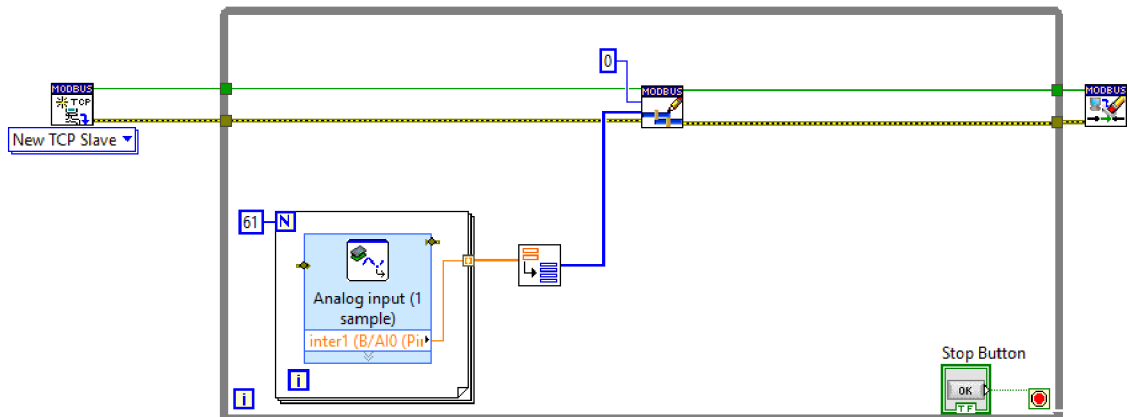 0
MODBUS
TCP
New TCP Slave
MODBUS
MODBUS
61
N
Analog input (1
sample)
inter1 (B/AI0 (Pin
i
i
Stop Button
OK
TF